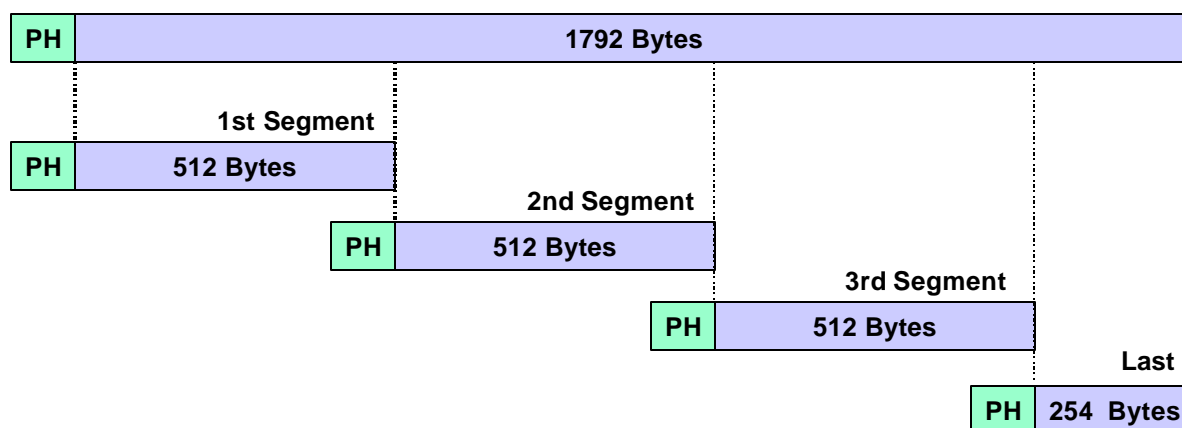 PH 1792 Bytes
1st Segment
PH 512 Bytes
2nd Segment
PH 512 Bytes
3rd Segment
PH 512 Bytes
Last
PH 254 Bytes